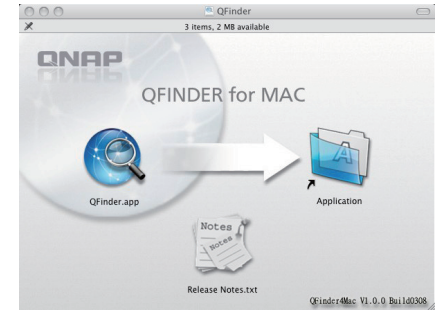 QFinder
3 items, 2 MB available
QNAP
QFINDER for MAC
A
QFinder.app
Application
Notes
Notes
Release Notes.txt
QFinder4Mac V1.0.0 Build0308